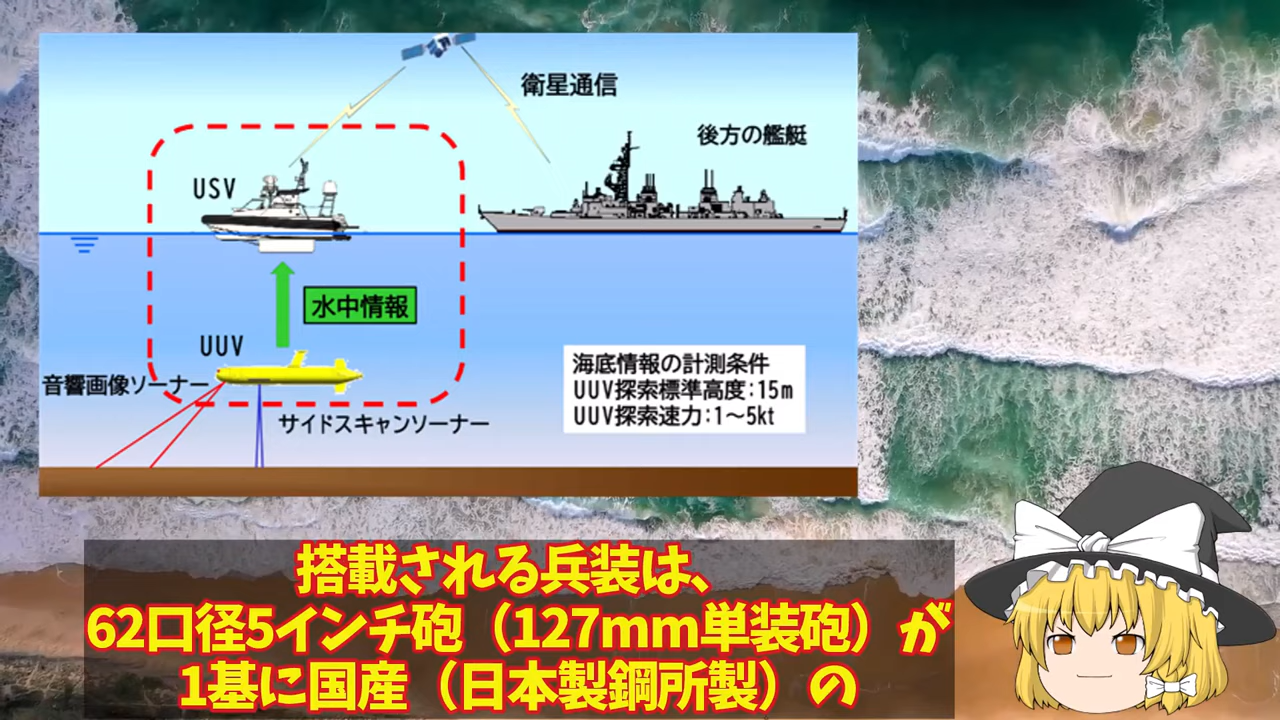 衛星通信
後方の艦艇
USV
水中情報
UUV
音響画像ソーナー
サイドスキャンソーナー
海底情報の計測条件
UUV探索標準高度:15m
UUV探索速力:1~5kt
搭載される兵装は、
62口径5インチ砲（127mm単装砲）が
1基に国産（日本製鋼所製）の